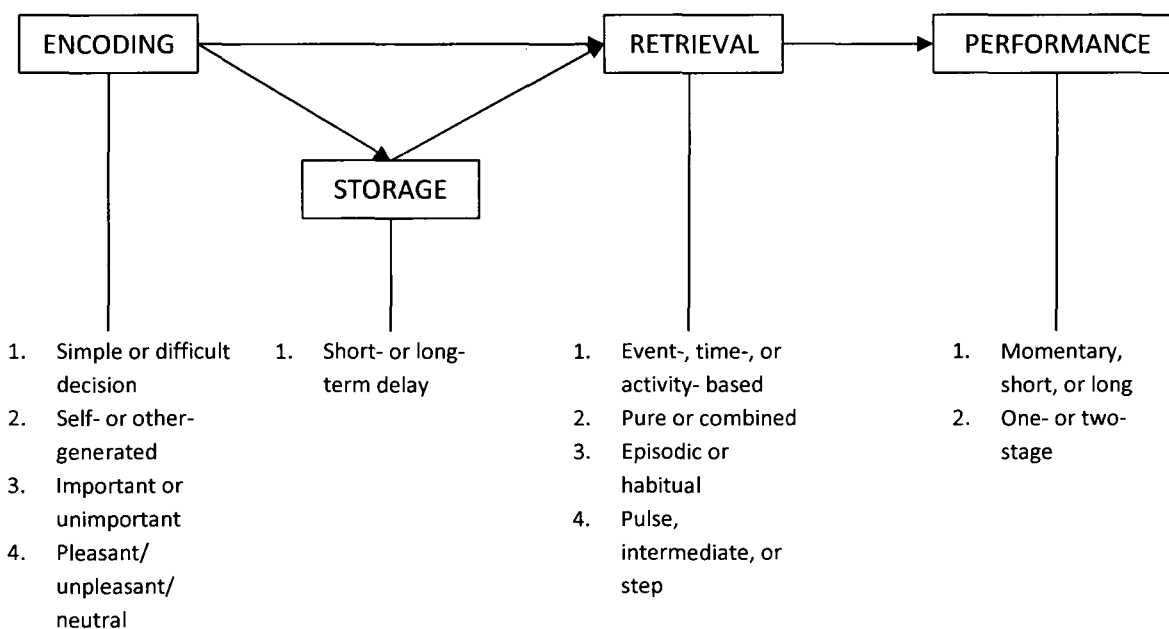 ENCODING
RETRIEVAL
PERFORMANCE
STORAGE
1. Simple or difficult
decision
2. Self- or other-
generated
3. Important or
unimportant
4. Pleasant/
unpleasant/
neutral
1. Short- or long-
term delay
1. Event-, time-, or
activity- based
2. Pure or combined
3. Episodic or
habitual
4. Pulse,
intermediate, or
step
1. Momentary,
short, or long
2. One- or two-
stage